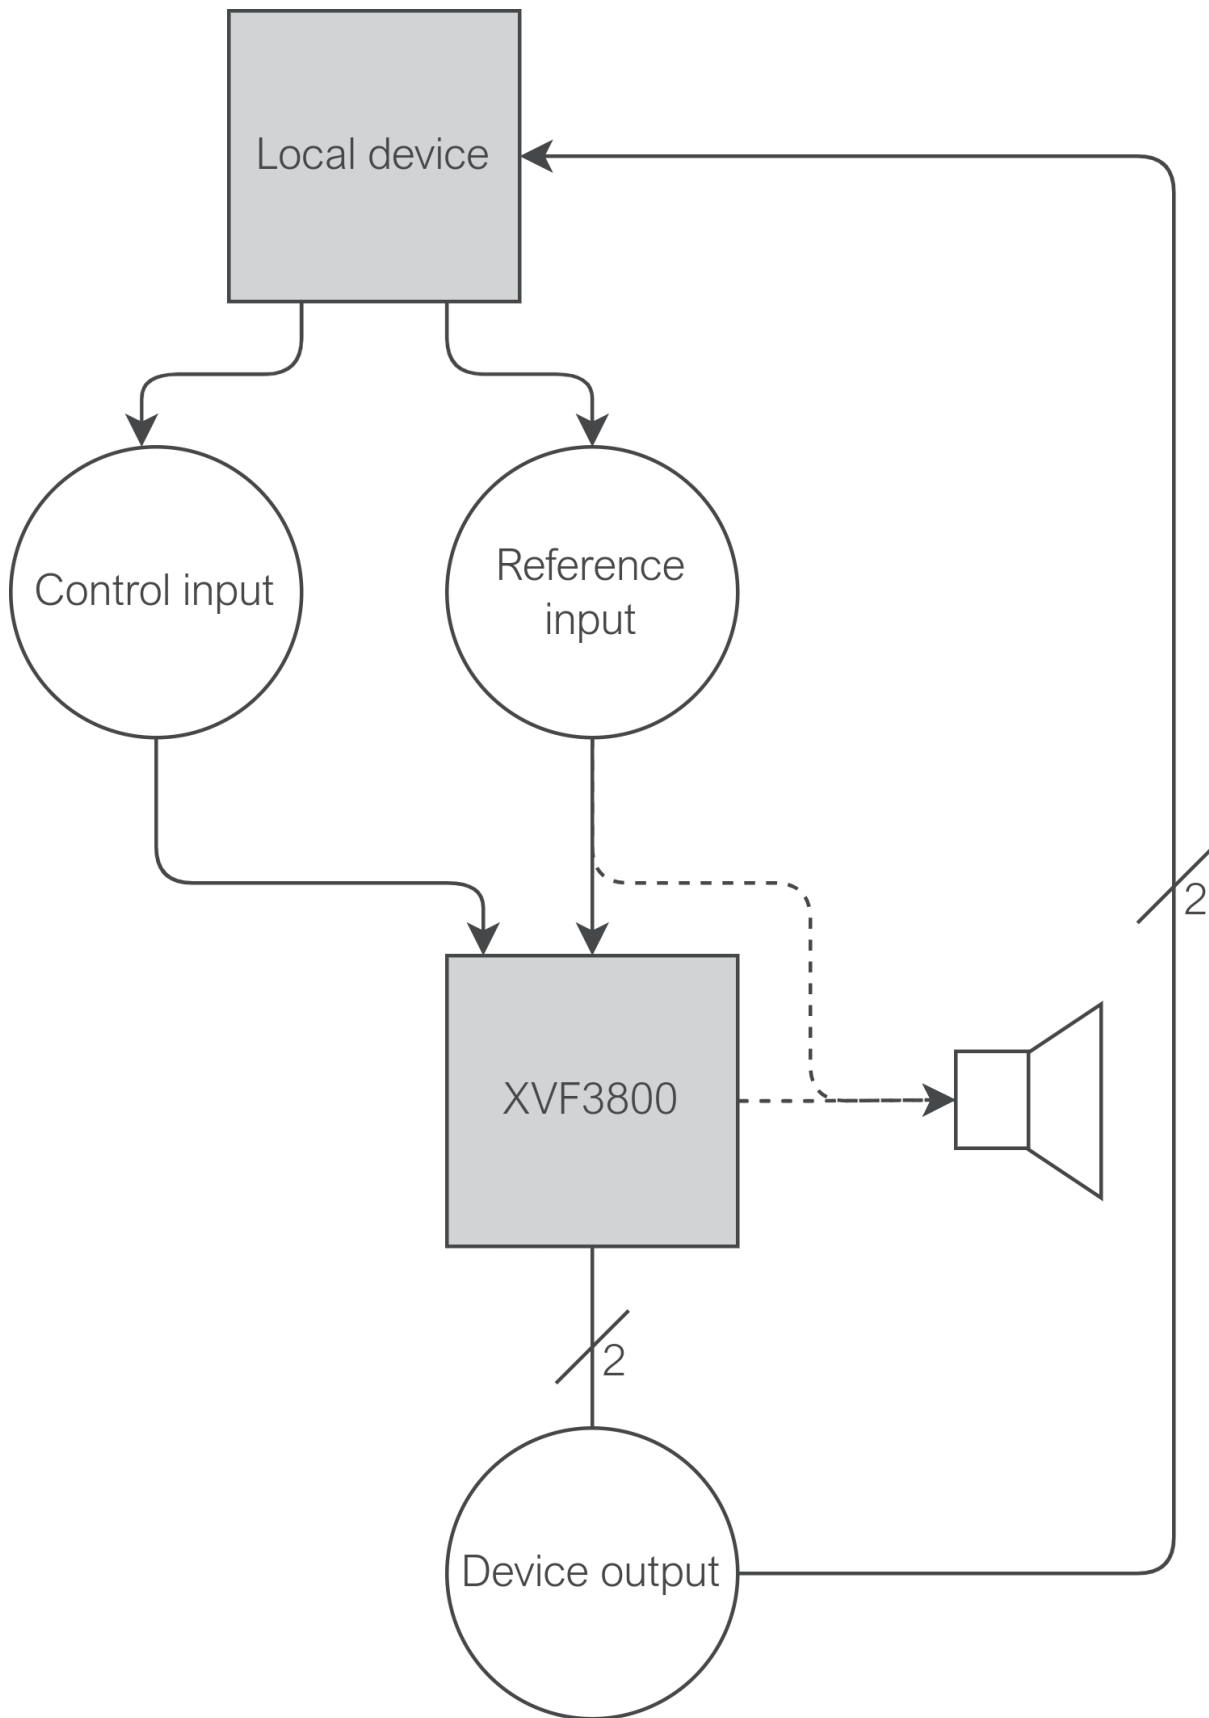 Local device
Control input
Reference
input
2
XVF3800
2
Device output